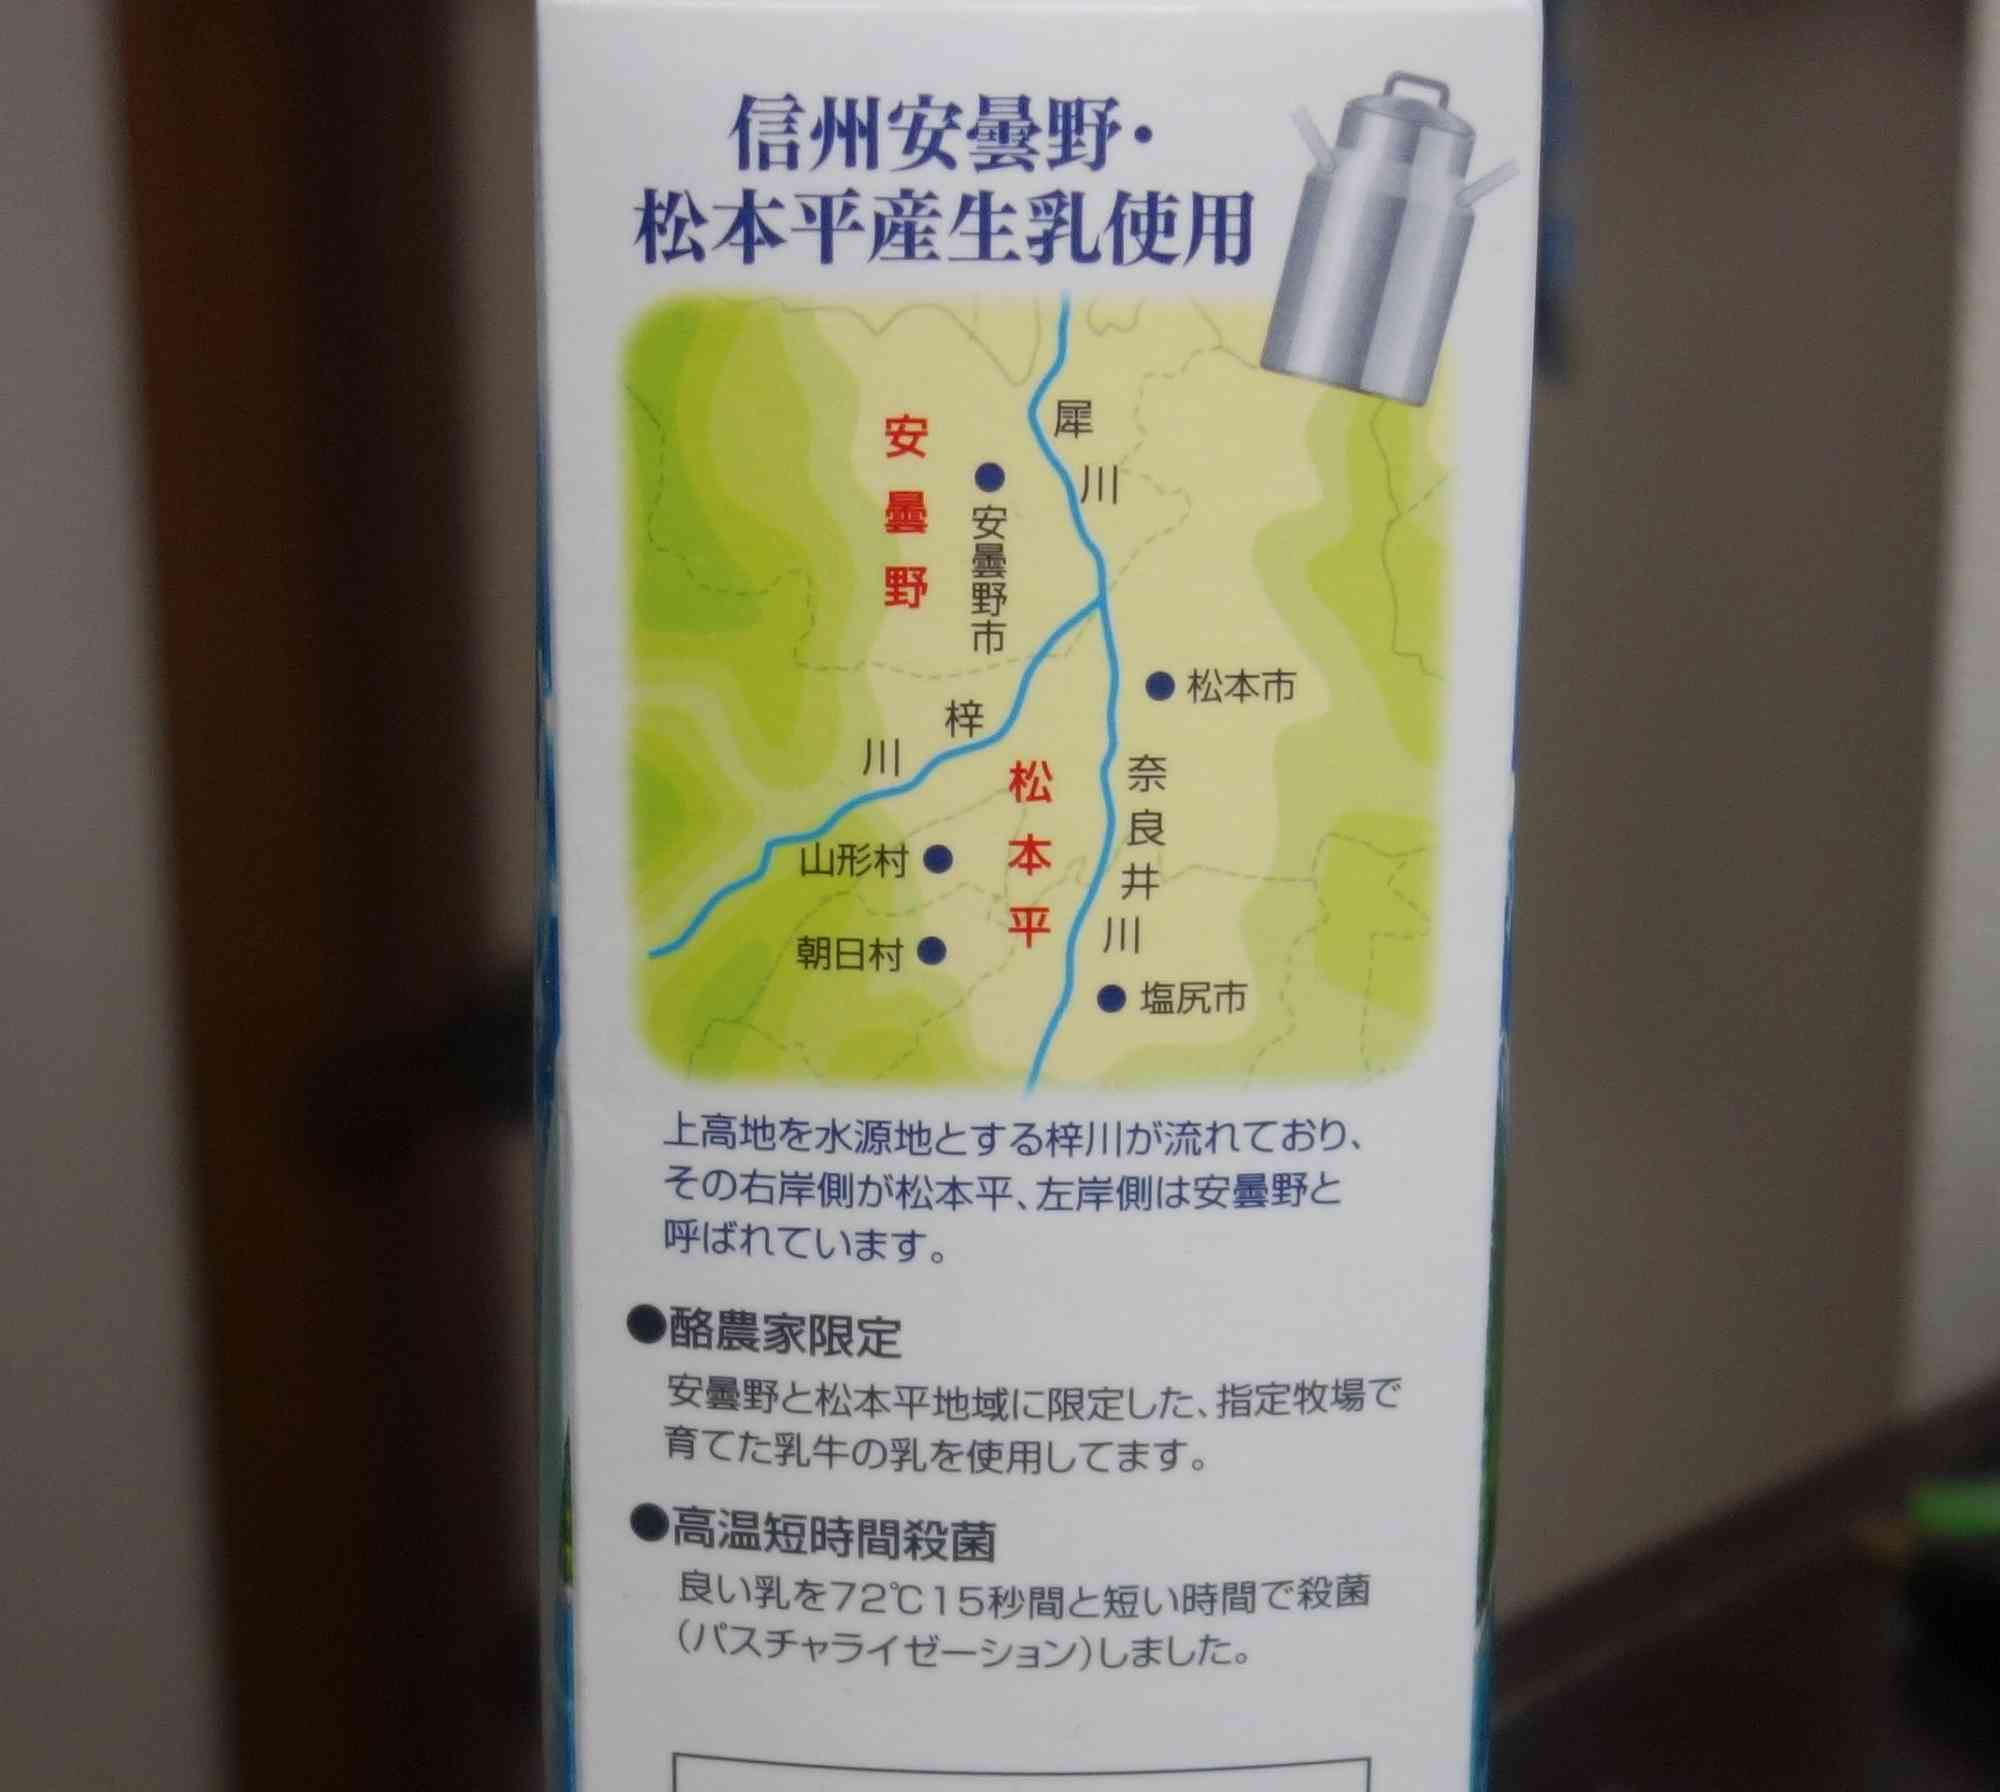 信州安曇野・
松本平産生乳使用
犀川
安曇野
安曇野市
松本市
梓川
松本平
奈良井川
山形村
朝日村
塩尻市
上高地を水源地とする梓川が流れており、
その右岸側が松本平、左岸側は安曇野と
呼ばれています。
●酪農家限定
安曇野と松本平地域に限定した、指定牧場で
育てた乳牛の乳を使用してます。
●高温短時間殺菌
良い乳を72℃15秒間と短い時間で殺菌
(パスチャライゼーション)しました。